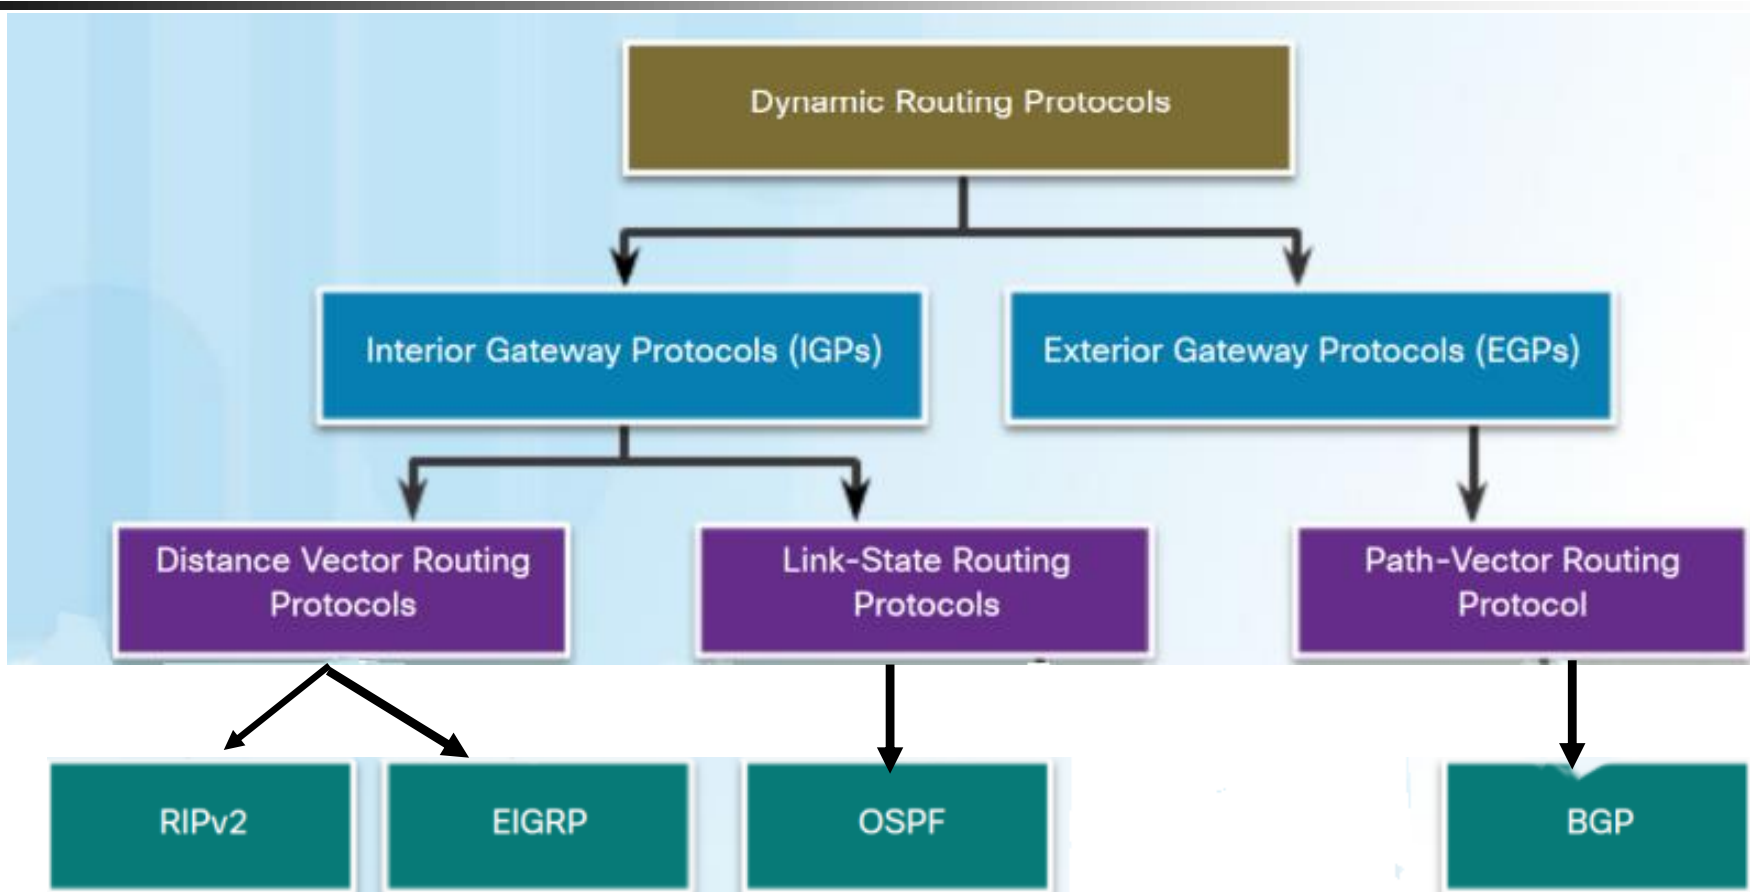 Dynamic Routing Protocols
Interior Gateway Protocols (IGPs)
Exterior Gateway Protocols (EGPs)
Distance Vector Routing
Protocols
Link-State Routing
Protocols
Path-Vector Routing
Protocol
RIPv2
EIGRP
OSPF
BGP